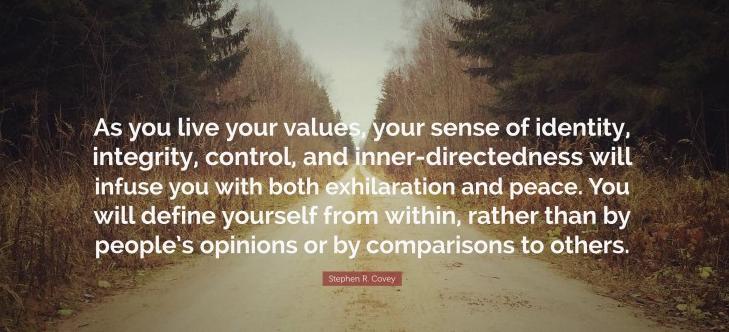 As you live your values, your sense of identity,
integrity, control, and inner-directedness will
infuse you with both exhilaration and peace. You
will define yourself from within, rather than by
people's opinions or by comparisons to others.
Stephen R. Covey